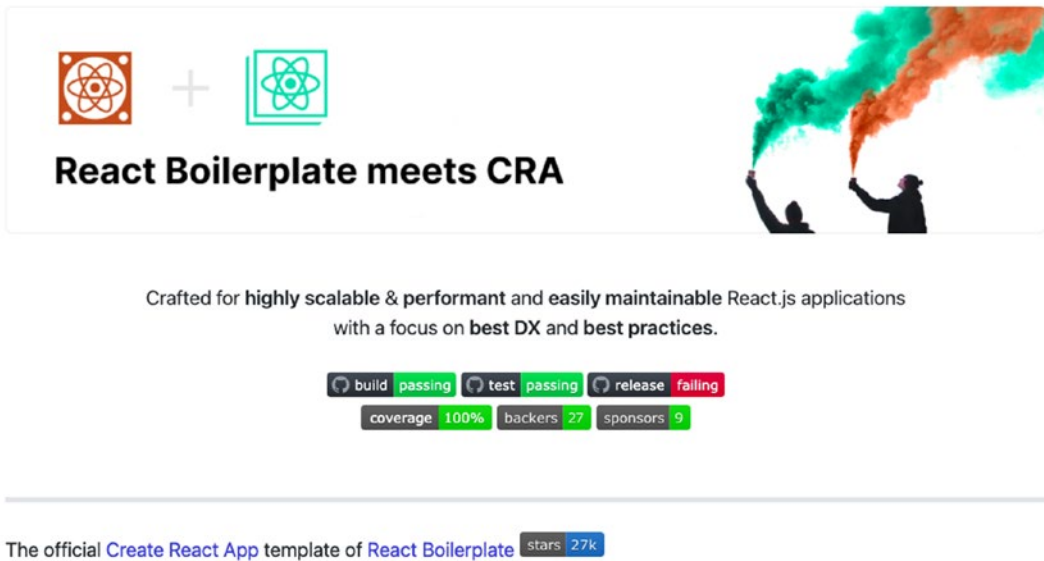 React Boilerplate meets CRA
Crafted for highly scalable & performant and easily maintainable React.js applications
with a focus on best DX and best practices.
build passing test passing release failing
coverage 100% backers 27 sponsors 9
The official Create React App template of React Boilerplate stars 27k